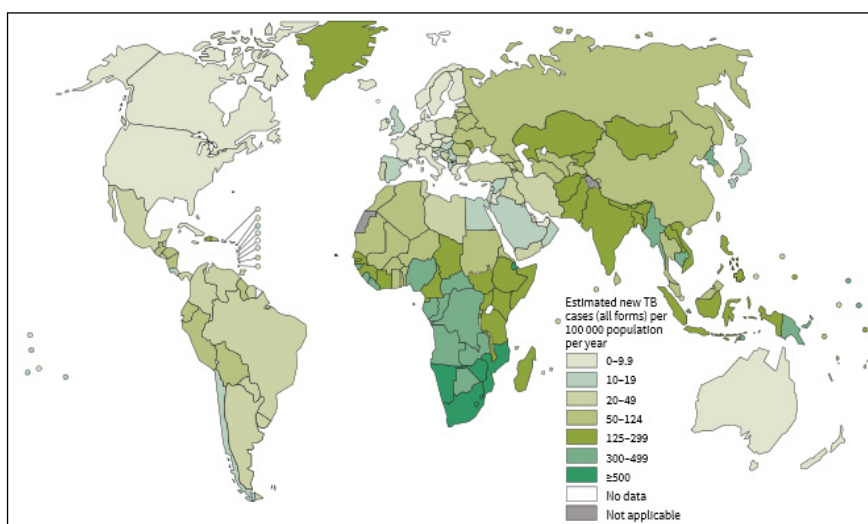 Estimated new TB
cases (all forms) per
100 000 population
per year
0–9.9
10–19
20–49
50–124
125–299
300–499
≥500
No data
Not applicable